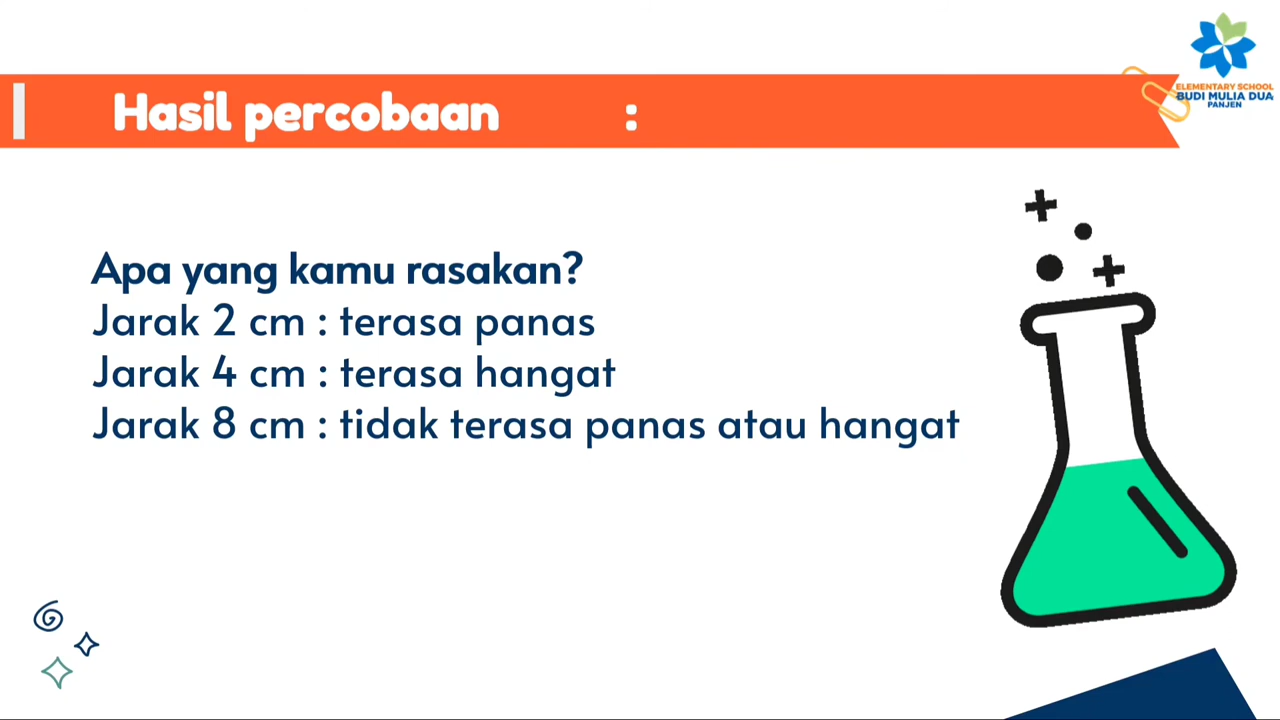 ELEMENTARY SCHOOL
BUDI MULIA DUA
PANJEN
Hasil percobaan :
Apa yang kamu rasakan?
Jarak 2 cm : terasa panas
Jarak 4 cm : terasa hangat
Jarak 8 cm : tidak terasa panas atau hangat